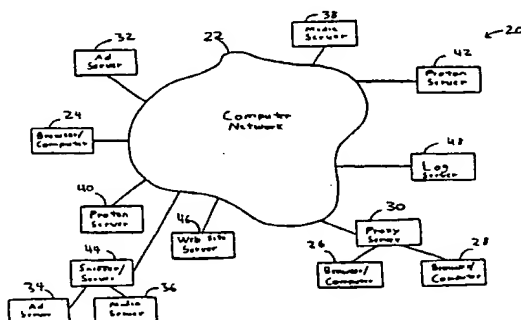 38
Media
Server
20
32
22
Ad
Server
42
Proton
Server
Computer
Network
24
Browser/
Computer
48
Log
Server
40
Proton
Server
46
Web Site
Server
30
Proxy
Server
44
Sniffer/
Server
26
Browser/
Computer
28
Browser/
Computer
34
Ad
Server
36
Media
Server